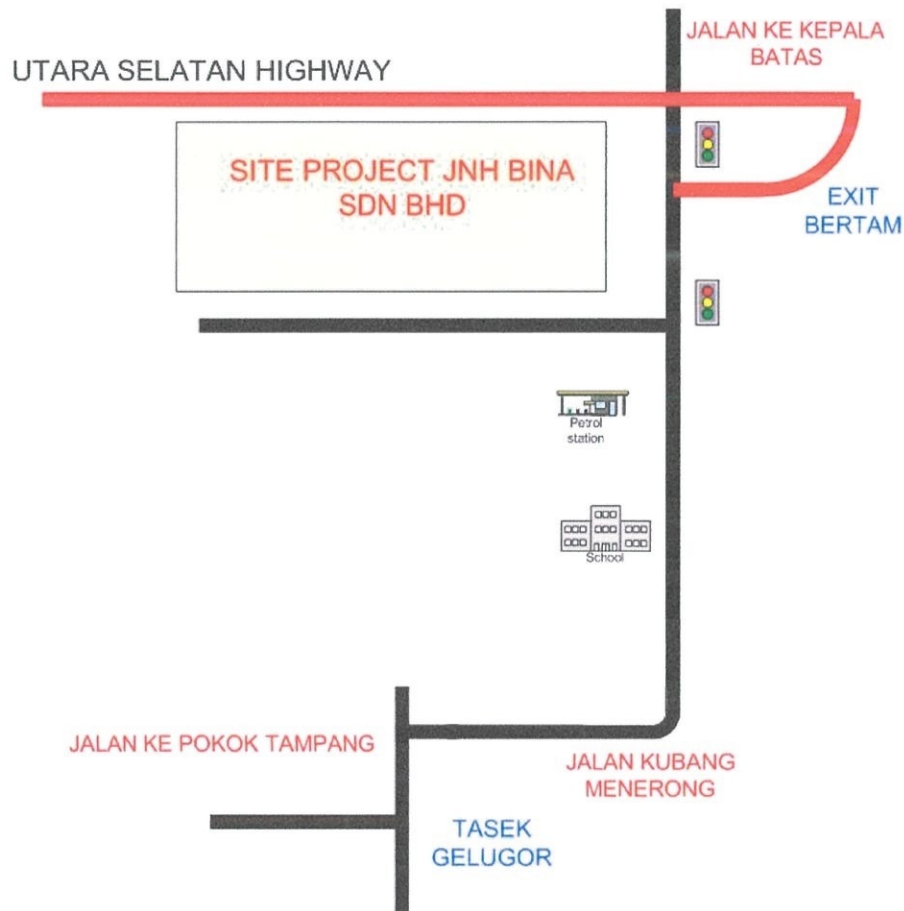 JALAN KE KEPALA
BATAS
UTARA SELATAN HIGHWAY
SITE PROJECT JNH BINA
SDN BHD
EXIT
BERTAM
Petrol
station
School
JALAN KE POKOK TAMPANG
JALAN KUBANG
MENERONG
TASEK
GELUGOR